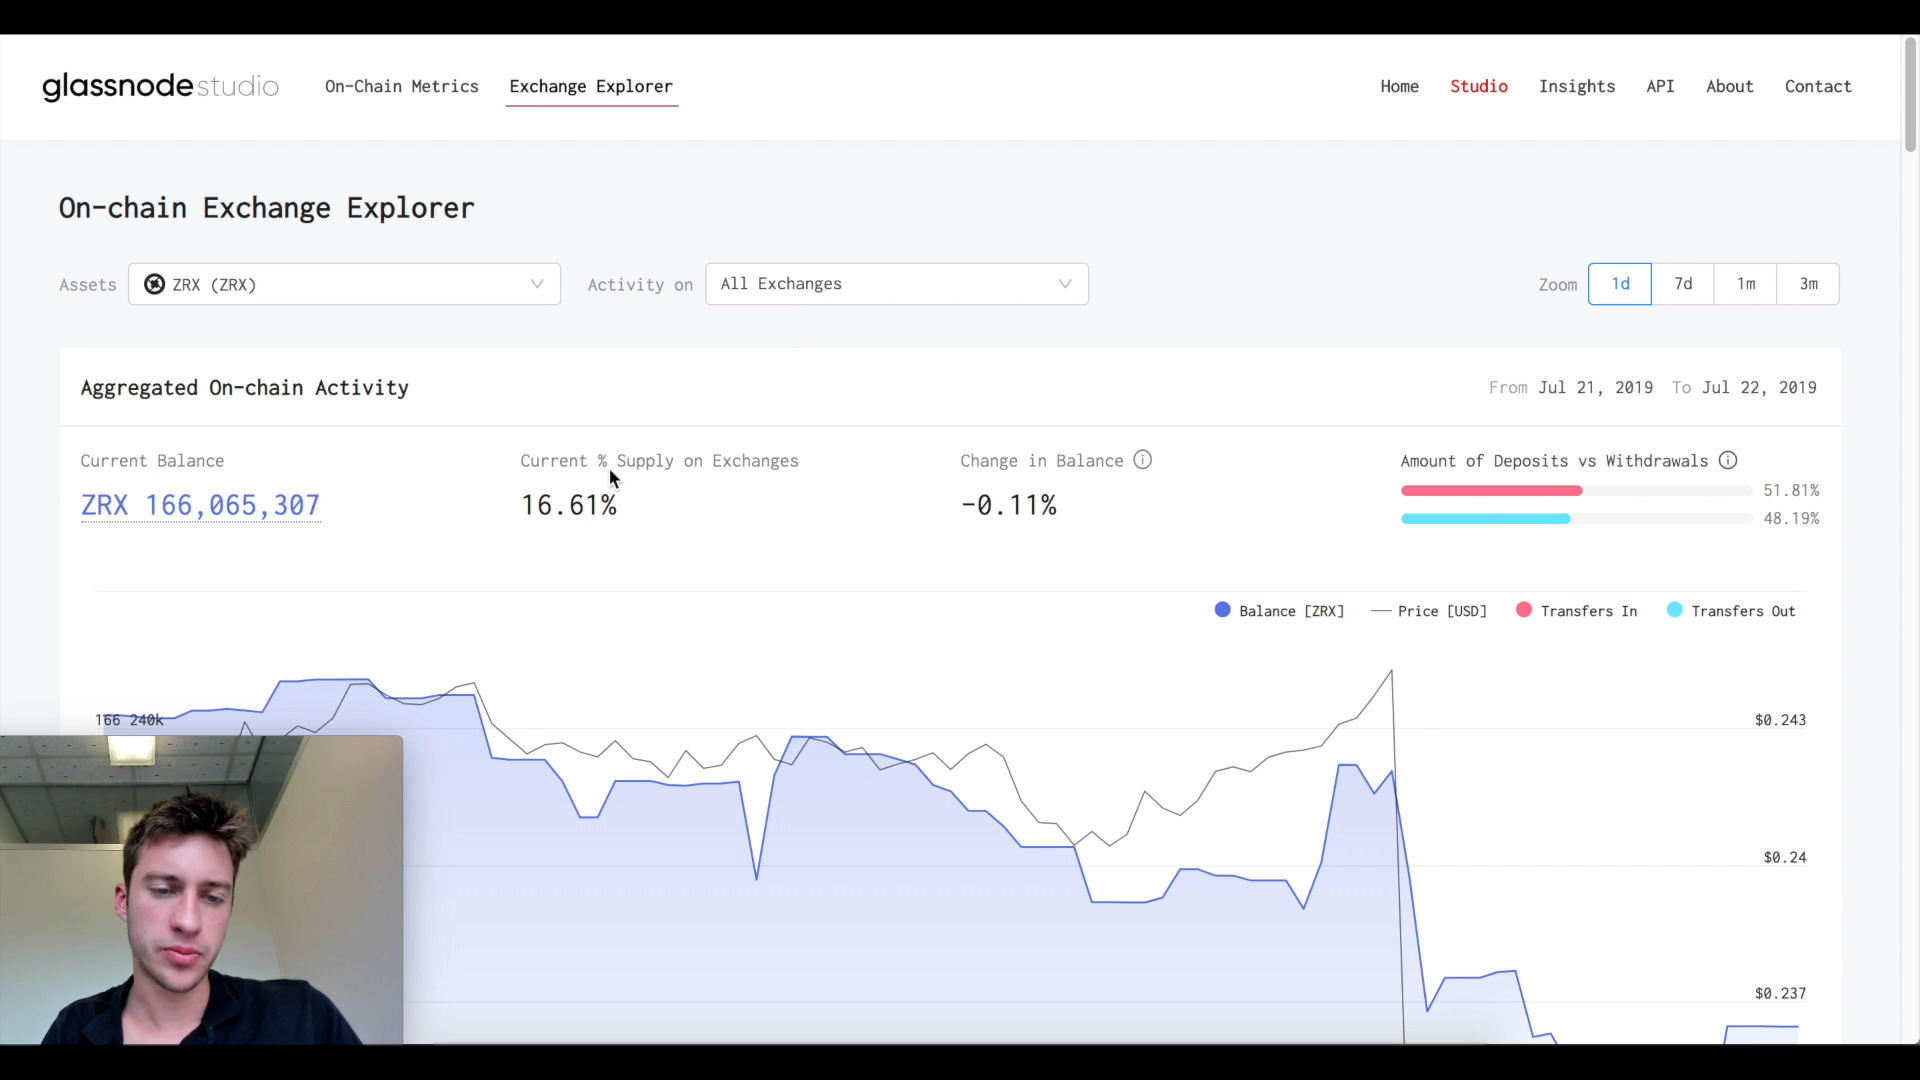 glassnodestudio On-Chain Metrics Exchange Explorer Home Studio Insights API About Contact
On-chain Exchange Explorer
Assets ZRX (ZRX) Activity on All Exchanges Zoom 1d 7d 1m 3m
Aggregated On-chain Activity From Jul 21, 2019 To Jul 22, 2019
Current Balance Current % Supply on Exchanges Change in Balance Amount of Deposits vs Withdrawals
ZRX 166,065,307 16.61% -0.11% 51.81%
48.19%
Balance [ZRX] Price [USD] Transfers In Transfers Out
166 240k $0.243
$0.24
$0.237